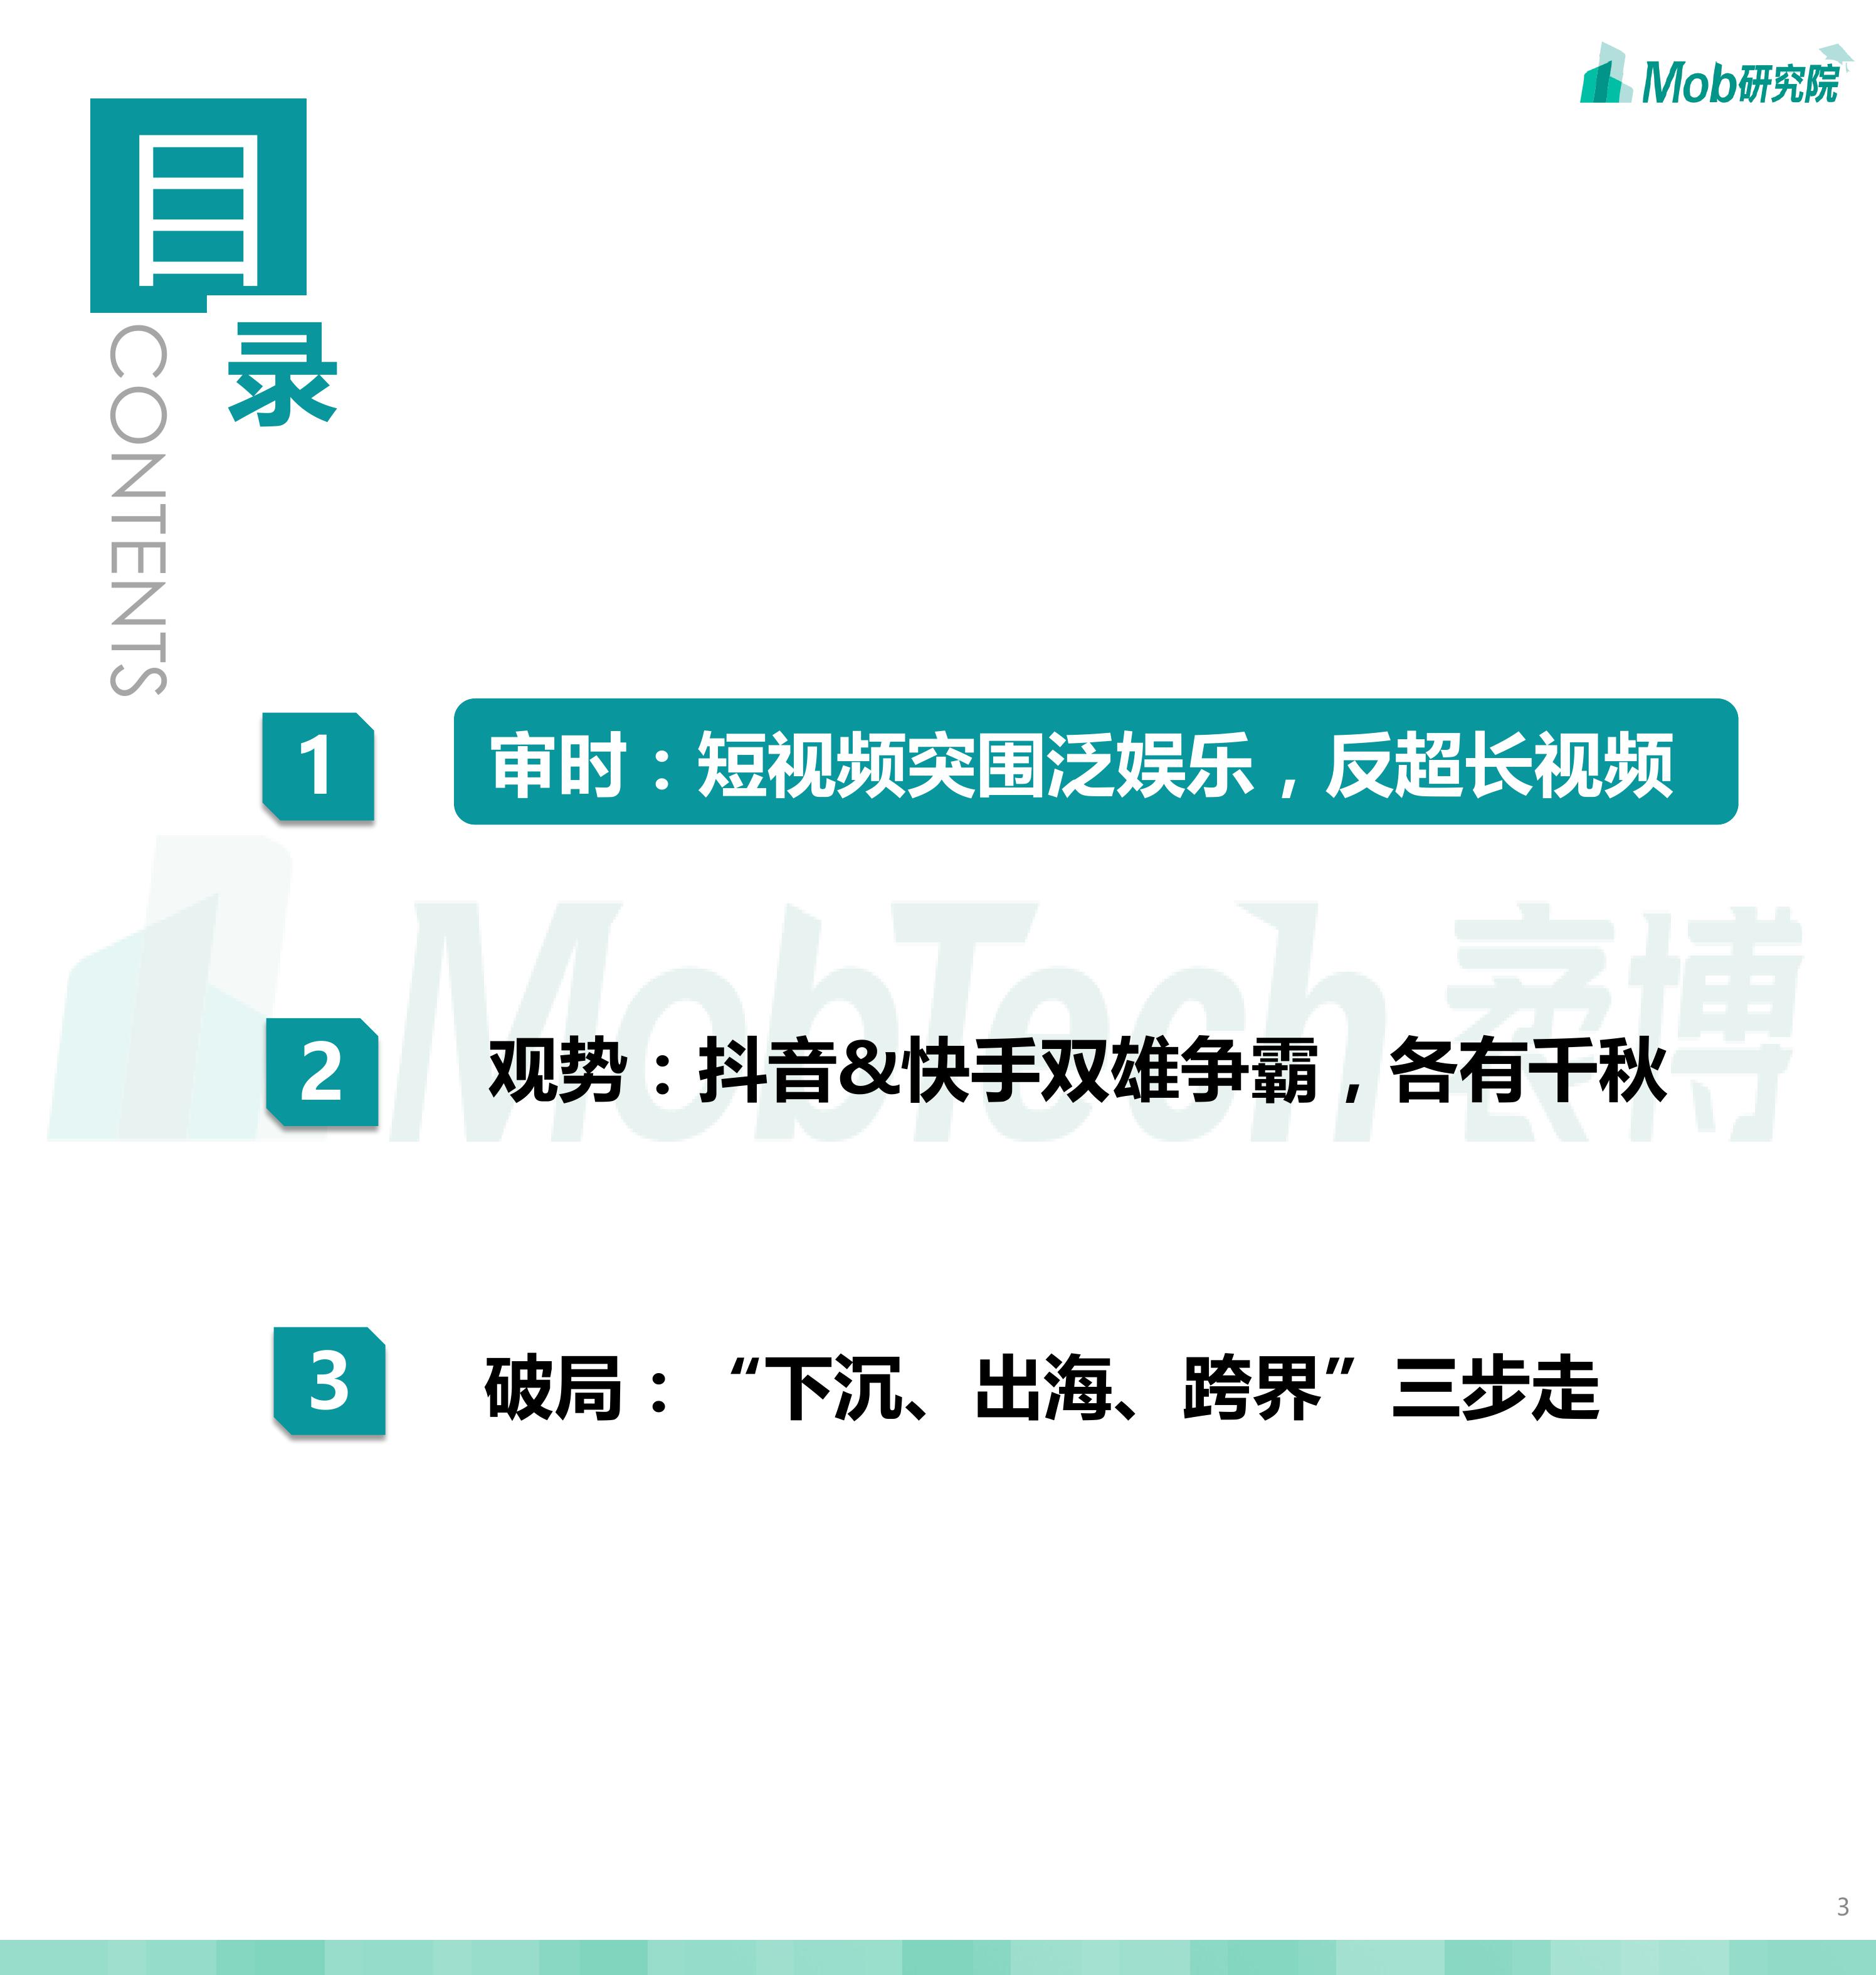 Mob研究院
目
录
CONTENTS
1
审时：短视频突围泛娱乐，反超长视频
MobTech袤博
2
观势：抖音&快手双雄争霸，各有千秋
3
破局：“下沉、出海、跨界”三步走
3